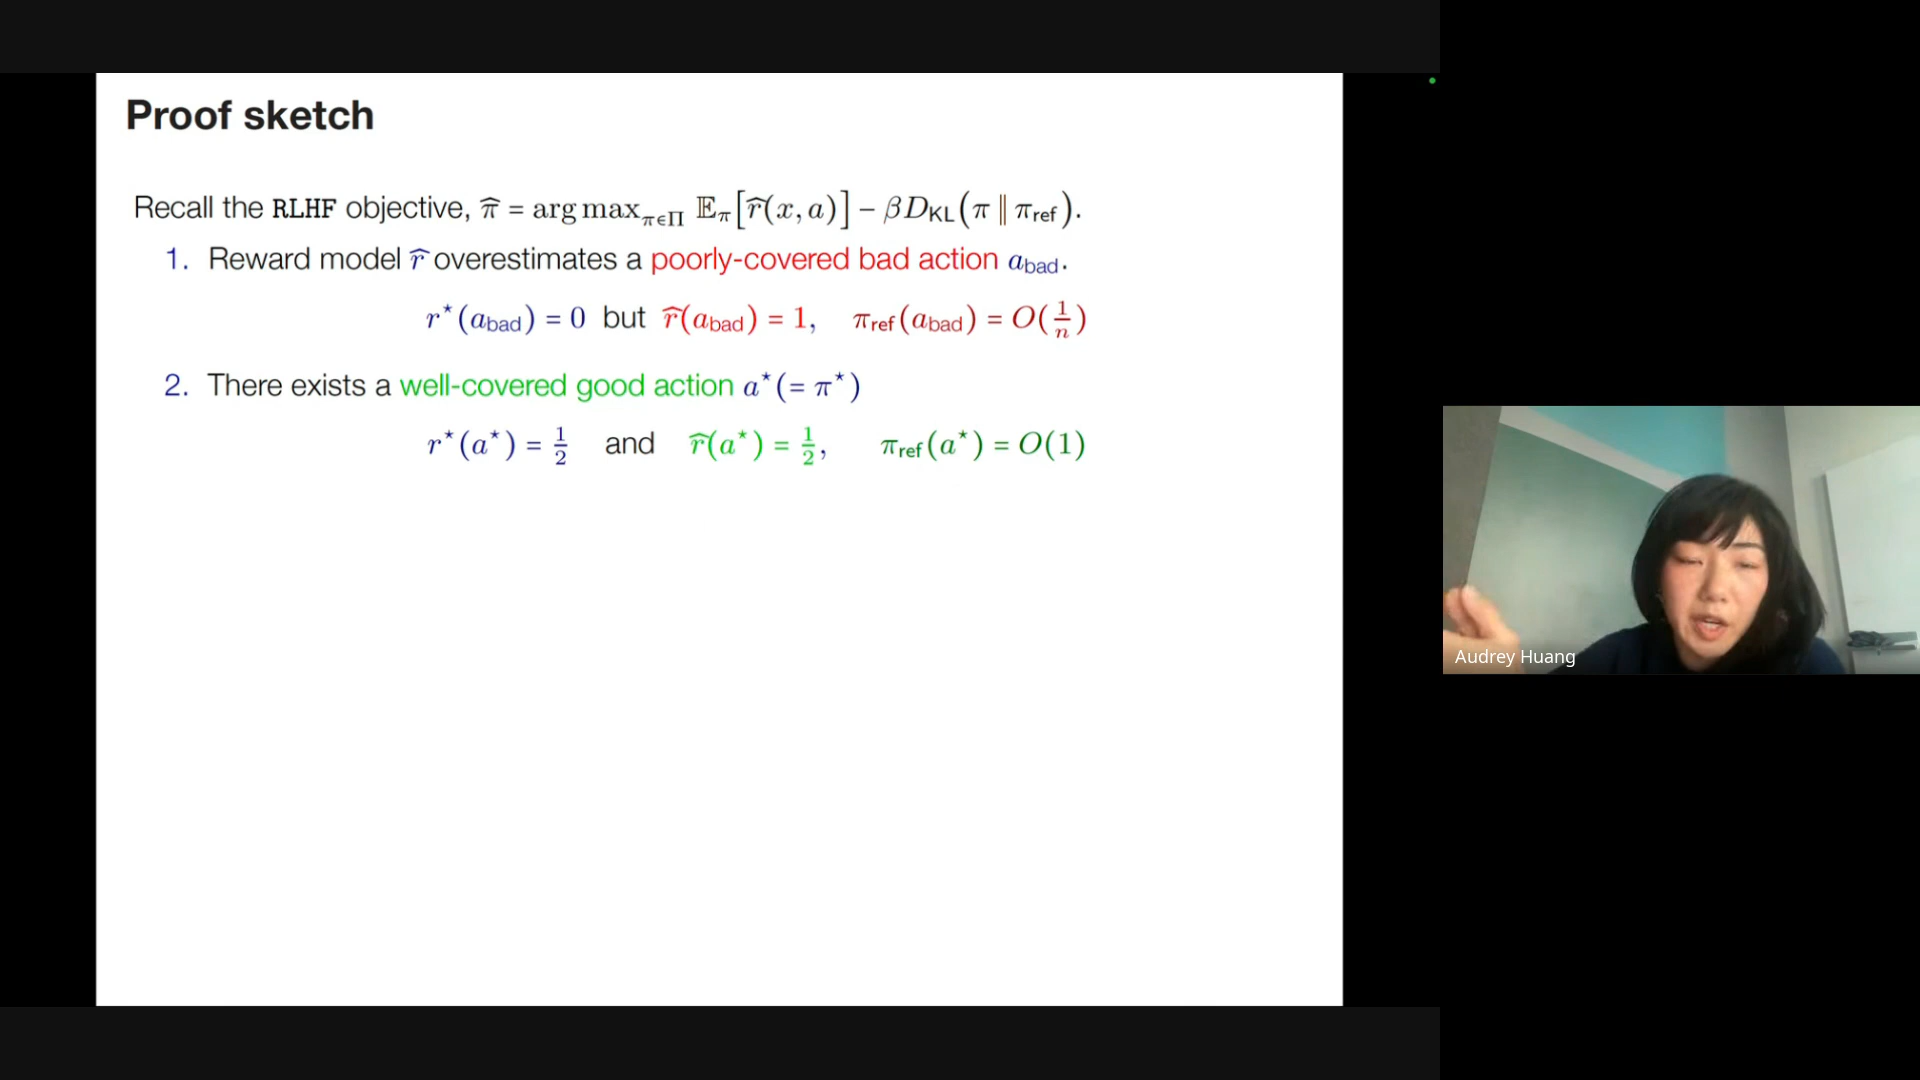 Proof sketch
Recall the RLHF objective, π̂ = arg max_{π∈Π} 𝔼_π[r̂(x, a)] − βD_KL(π ‖ π_ref).
1. Reward model r̂ overestimates a poorly-covered bad action a_bad.
r*(a_bad) = 0 but r̂(a_bad) = 1, π_ref(a_bad) = O(1/n)
2. There exists a well-covered good action a*(= π*)
r*(a*) = 1/2 and r̂(a*) = 1/2, π_ref(a*) = O(1)
Audrey Huang